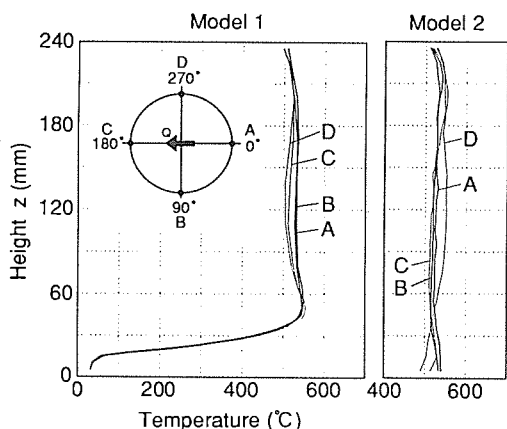 Model 1
Model 2
240
180
120
60
0
Height z (mm)
D
270°
C
180°
Q
A
0°
90°
B
D
C
B
A
D
A
C
B
0
200
400
600
400
600
Temperature (℃)